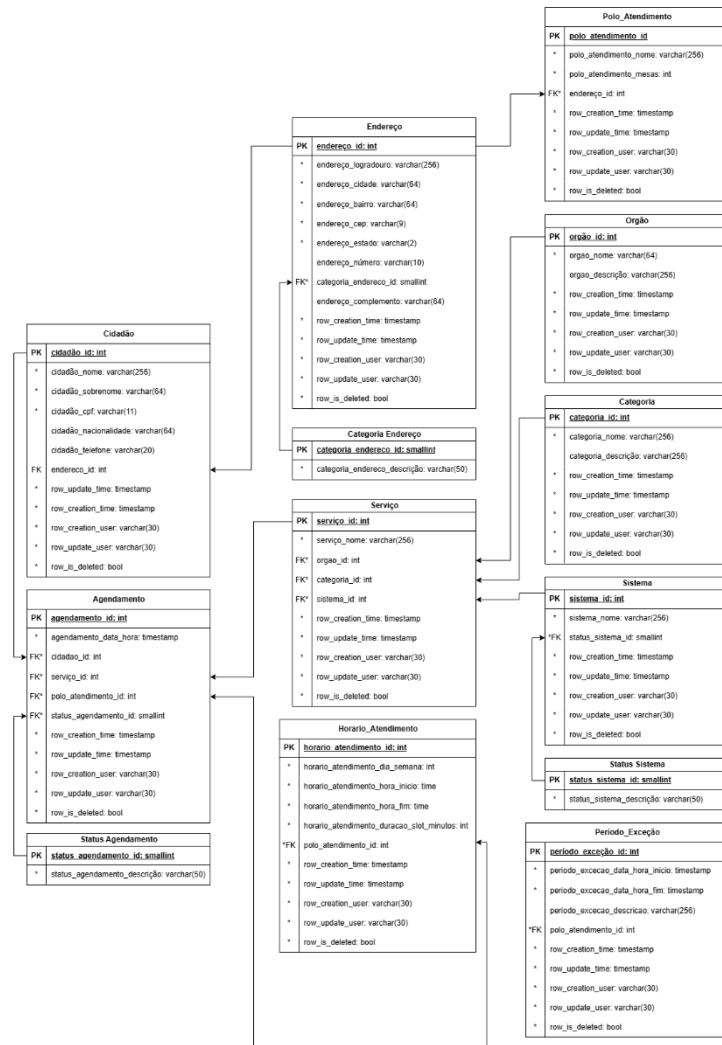 Polo_Atendimento
PK polo_atendimento_id
* polo_atendimento_nome: varchar(256)
* polo_atendimento_mesas: int
FK* endereço_id: int
* row_creation_time: timestamp
* row_update_time: timestamp
* row_creation_user: varchar(30)
* row_update_user: varchar(30)
* row_is_deleted: bool
Endereço
PK endereço_id: int
* endereço_logradouro: varchar(256)
* endereço_cidade: varchar(64)
* endereço_bairro: varchar(64)
* endereço_cep: varchar(9)
* endereço_estado: varchar(2)
endereço_número: varchar(10)
FK* categoria_endereco_id: smallint
endereço_complemento: varchar(64)
* row_creation_time: timestamp
* row_update_time: timestamp
* row_creation_user: varchar(30)
* row_update_user: varchar(30)
* row_is_deleted: bool
Orgão
PK orgão_id: int
* orgao_nome: varchar(64)
orgao_descrição: varchar(256)
* row_creation_time: timestamp
* row_update_time: timestamp
* row_creation_user: varchar(30)
* row_update_user: varchar(30)
* row_is_deleted: bool
Cidadão
PK cidadão_id: int
* cidadão_nome: varchar(256)
* cidadão_sobrenome: varchar(64)
* cidadão_cpf: varchar(11)
cidadão_nacionalidade: varchar(64)
cidadão_telefone: varchar(20)
FK endereco_id: int
* row_update_time: timestamp
* row_creation_time: timestamp
* row_creation_user: varchar(30)
* row_update_user: varchar(30)
* row_is_deleted: bool
Categoria Endereço
PK categoria_endereco_id: smallint
* categoria_endereco_descrição: varchar(50)
Categoria
PK categoria_id: int
* categoria_nome: varchar(256)
categoria_descrição: varchar(256)
* row_creation_time: timestamp
* row_update_time: timestamp
* row_creation_user: varchar(30)
* row_update_user: varchar(30)
* row_is_deleted: bool
Serviço
PK serviço_id: int
* serviço_nome: varchar(256)
FK* orgao_id: int
FK* categoria_id: int
FK* sistema_id: int
* row_creation_time: timestamp
* row_update_time: timestamp
* row_creation_user: varchar(30)
* row_update_user: varchar(30)
* row_is_deleted: bool
Sistema
PK sistema_id: int
* sistema_nome: varchar(256)
*FK status_sistema_id: smallint
* row_creation_time: timestamp
* row_update_time: timestamp
* row_creation_user: varchar(30)
* row_update_user: varchar(30)
* row_is_deleted: bool
Agendamento
PK agendamento_id: int
* agendamento_data_hora: timestamp
FK* cidadao_id: int
FK* serviço_id: int
FK* polo_atendimento_id: int
FK* status_agendamento_id: smallint
* row_creation_time: timestamp
* row_update_time: timestamp
* row_creation_user: varchar(30)
* row_update_user: varchar(30)
* row_is_deleted: bool
Status Agendamento
PK status_agendamento_id: smallint
* status_agendamento_descrição: varchar(50)
Horario_Atendimento
PK horario_atendimento_id: int
* horario_atendimento_dia_semana: int
* horario_atendimento_hora_inicio: time
* horario_atendimento_hora_fim: time
* horario_atendimento_duracao_slot_minutos: int
*FK polo_atendimento_id: int
* row_creation_time: timestamp
* row_update_time: timestamp
* row_creation_user: varchar(30)
* row_update_user: varchar(30)
* row_is_deleted: bool
Status Sistema
PK status_sistema_id: smallint
* status_sistema_descrição: varchar(50)
Período_Exceção
PK período_exceção_id: int
* periodo_excecao_data_hora_inicio: timestamp
* periodo_excecao_data_hora_fim: timestamp
periodo_excecao_descricao: varchar(256)
*FK polo_atendimento_id: int
* row_creation_time: timestamp
* row_update_time: timestamp
* row_creation_user: varchar(30)
* row_update_user: varchar(30)
* row_is_deleted: bool